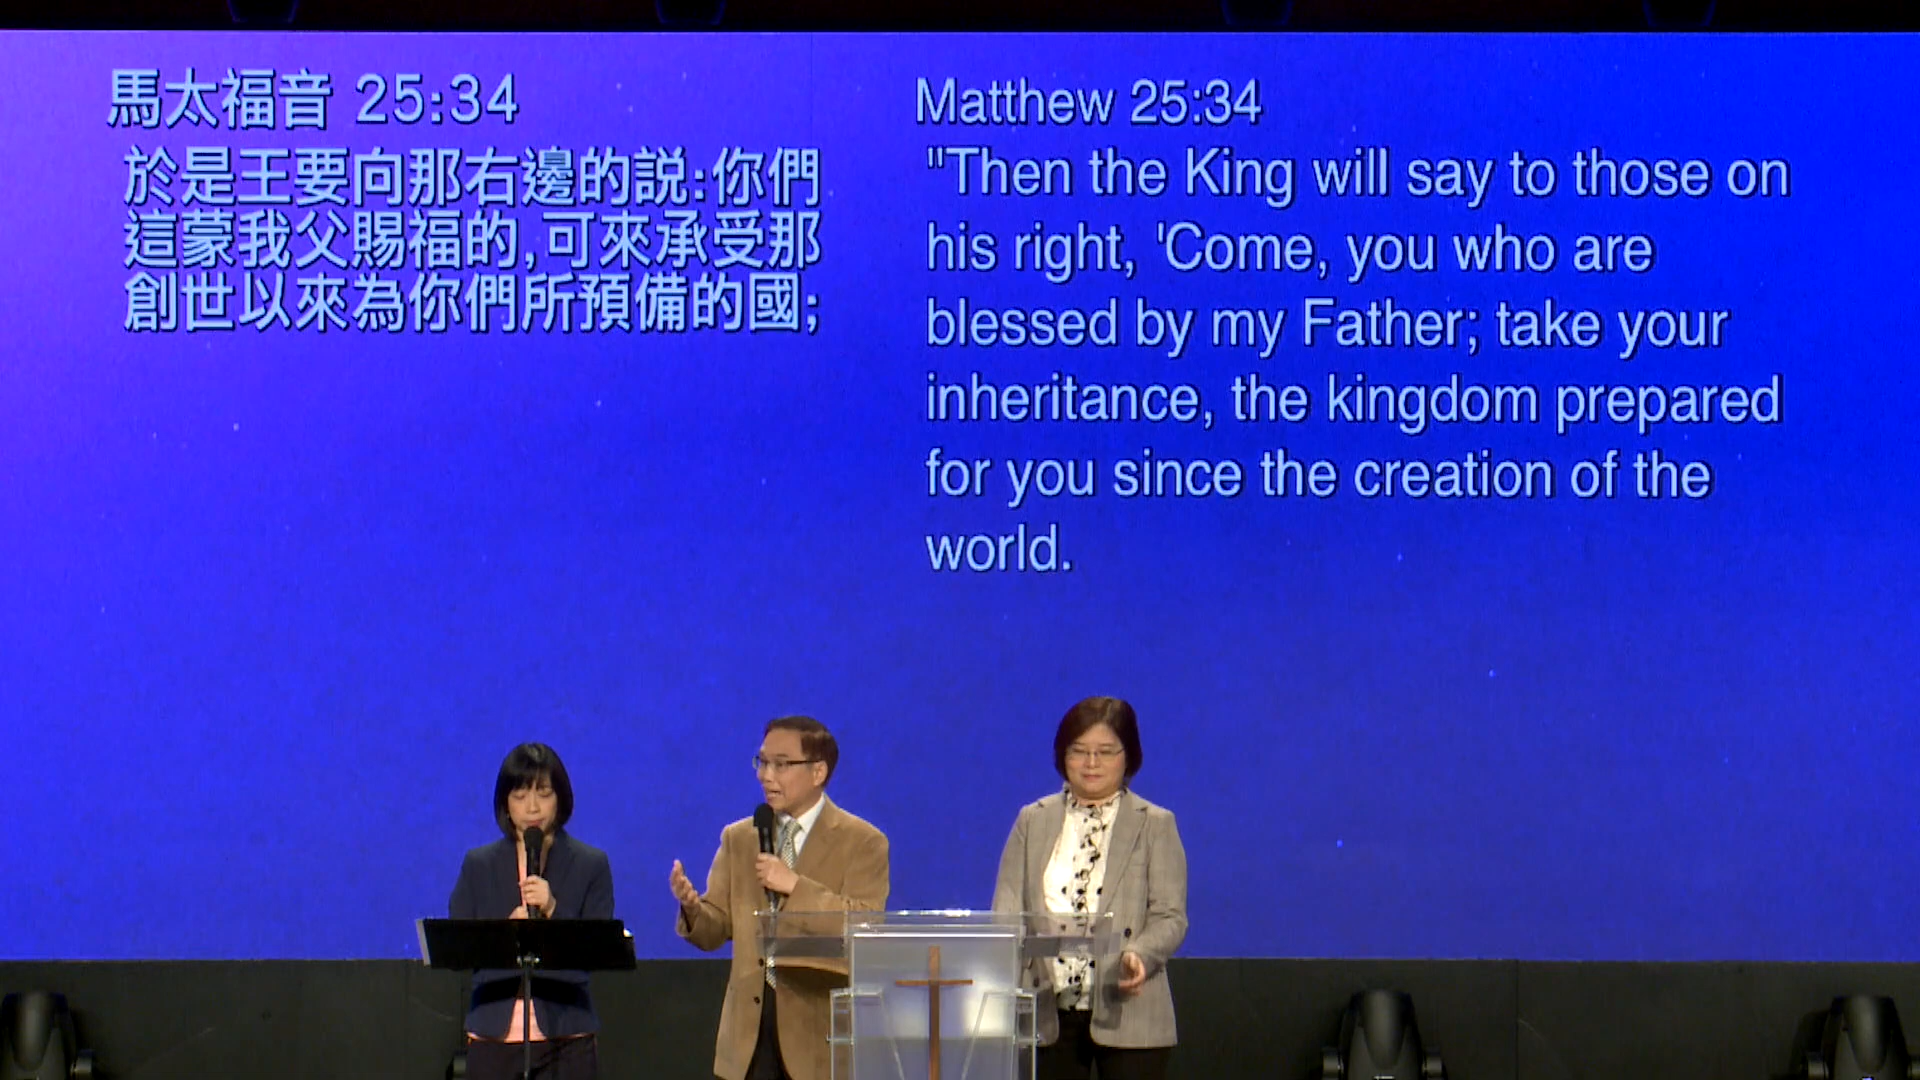 馬太福音 25:34
於是王要向那右邊的說:你們
這蒙我父賜福的,可來承受那
創世以來為你們所預備的國;
Matthew 25:34
"Then the King will say to those on
his right, 'Come, you who are
blessed by my Father; take your
inheritance, the kingdom prepared
for you since the creation of the
world.